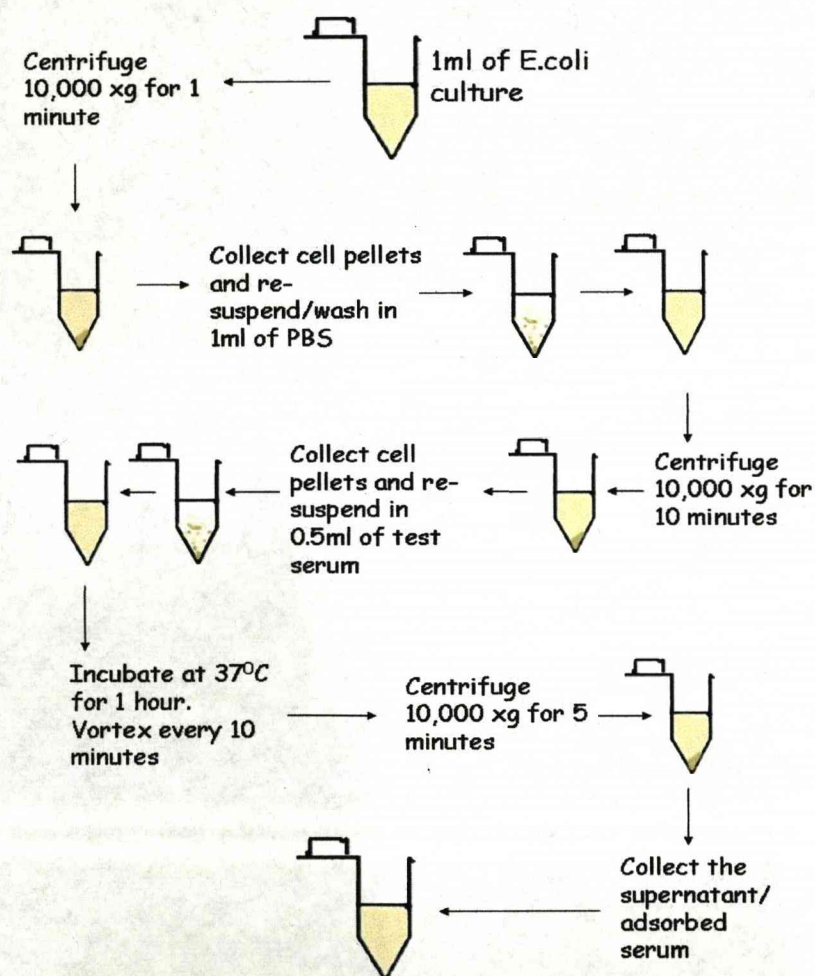 1ml of E.coli
culture
Centrifuge
10,000 xg for 1
minute
Collect cell pellets
and re-
suspend/wash in
1ml of PBS
Centrifuge
10,000 xg for
10 minutes
Collect cell
pellets and re-
suspend in
0.5ml of test
serum
Incubate at 37⁰C
for 1 hour.
Vortex every 10
minutes
Centrifuge
10,000 xg for 5
minutes
Collect the
supernatant/
adsorbed
serum